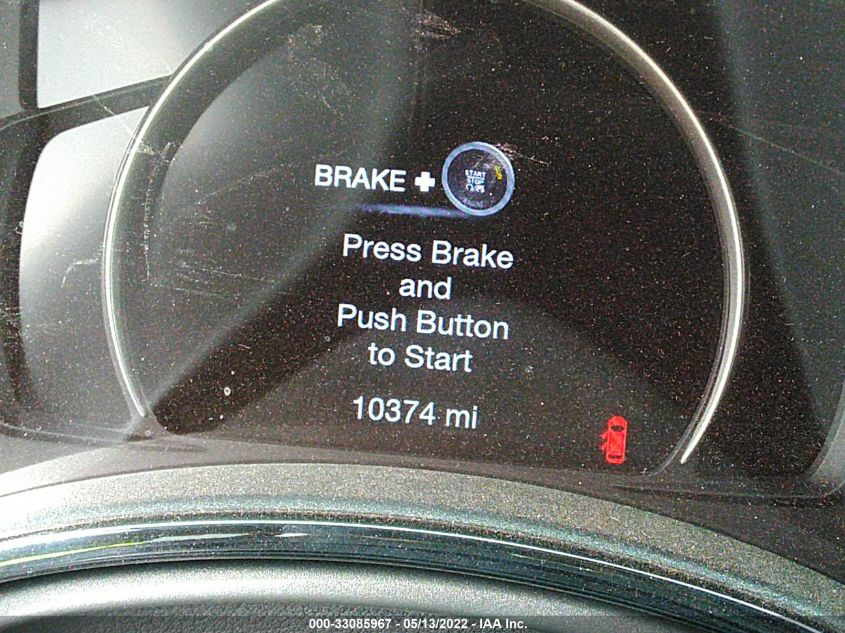 BRAKE +
START
STOP
Press Brake
and
Push Button
to Start
10374 mi
000-33085967 - 05/13/2022 - IAA Inc.